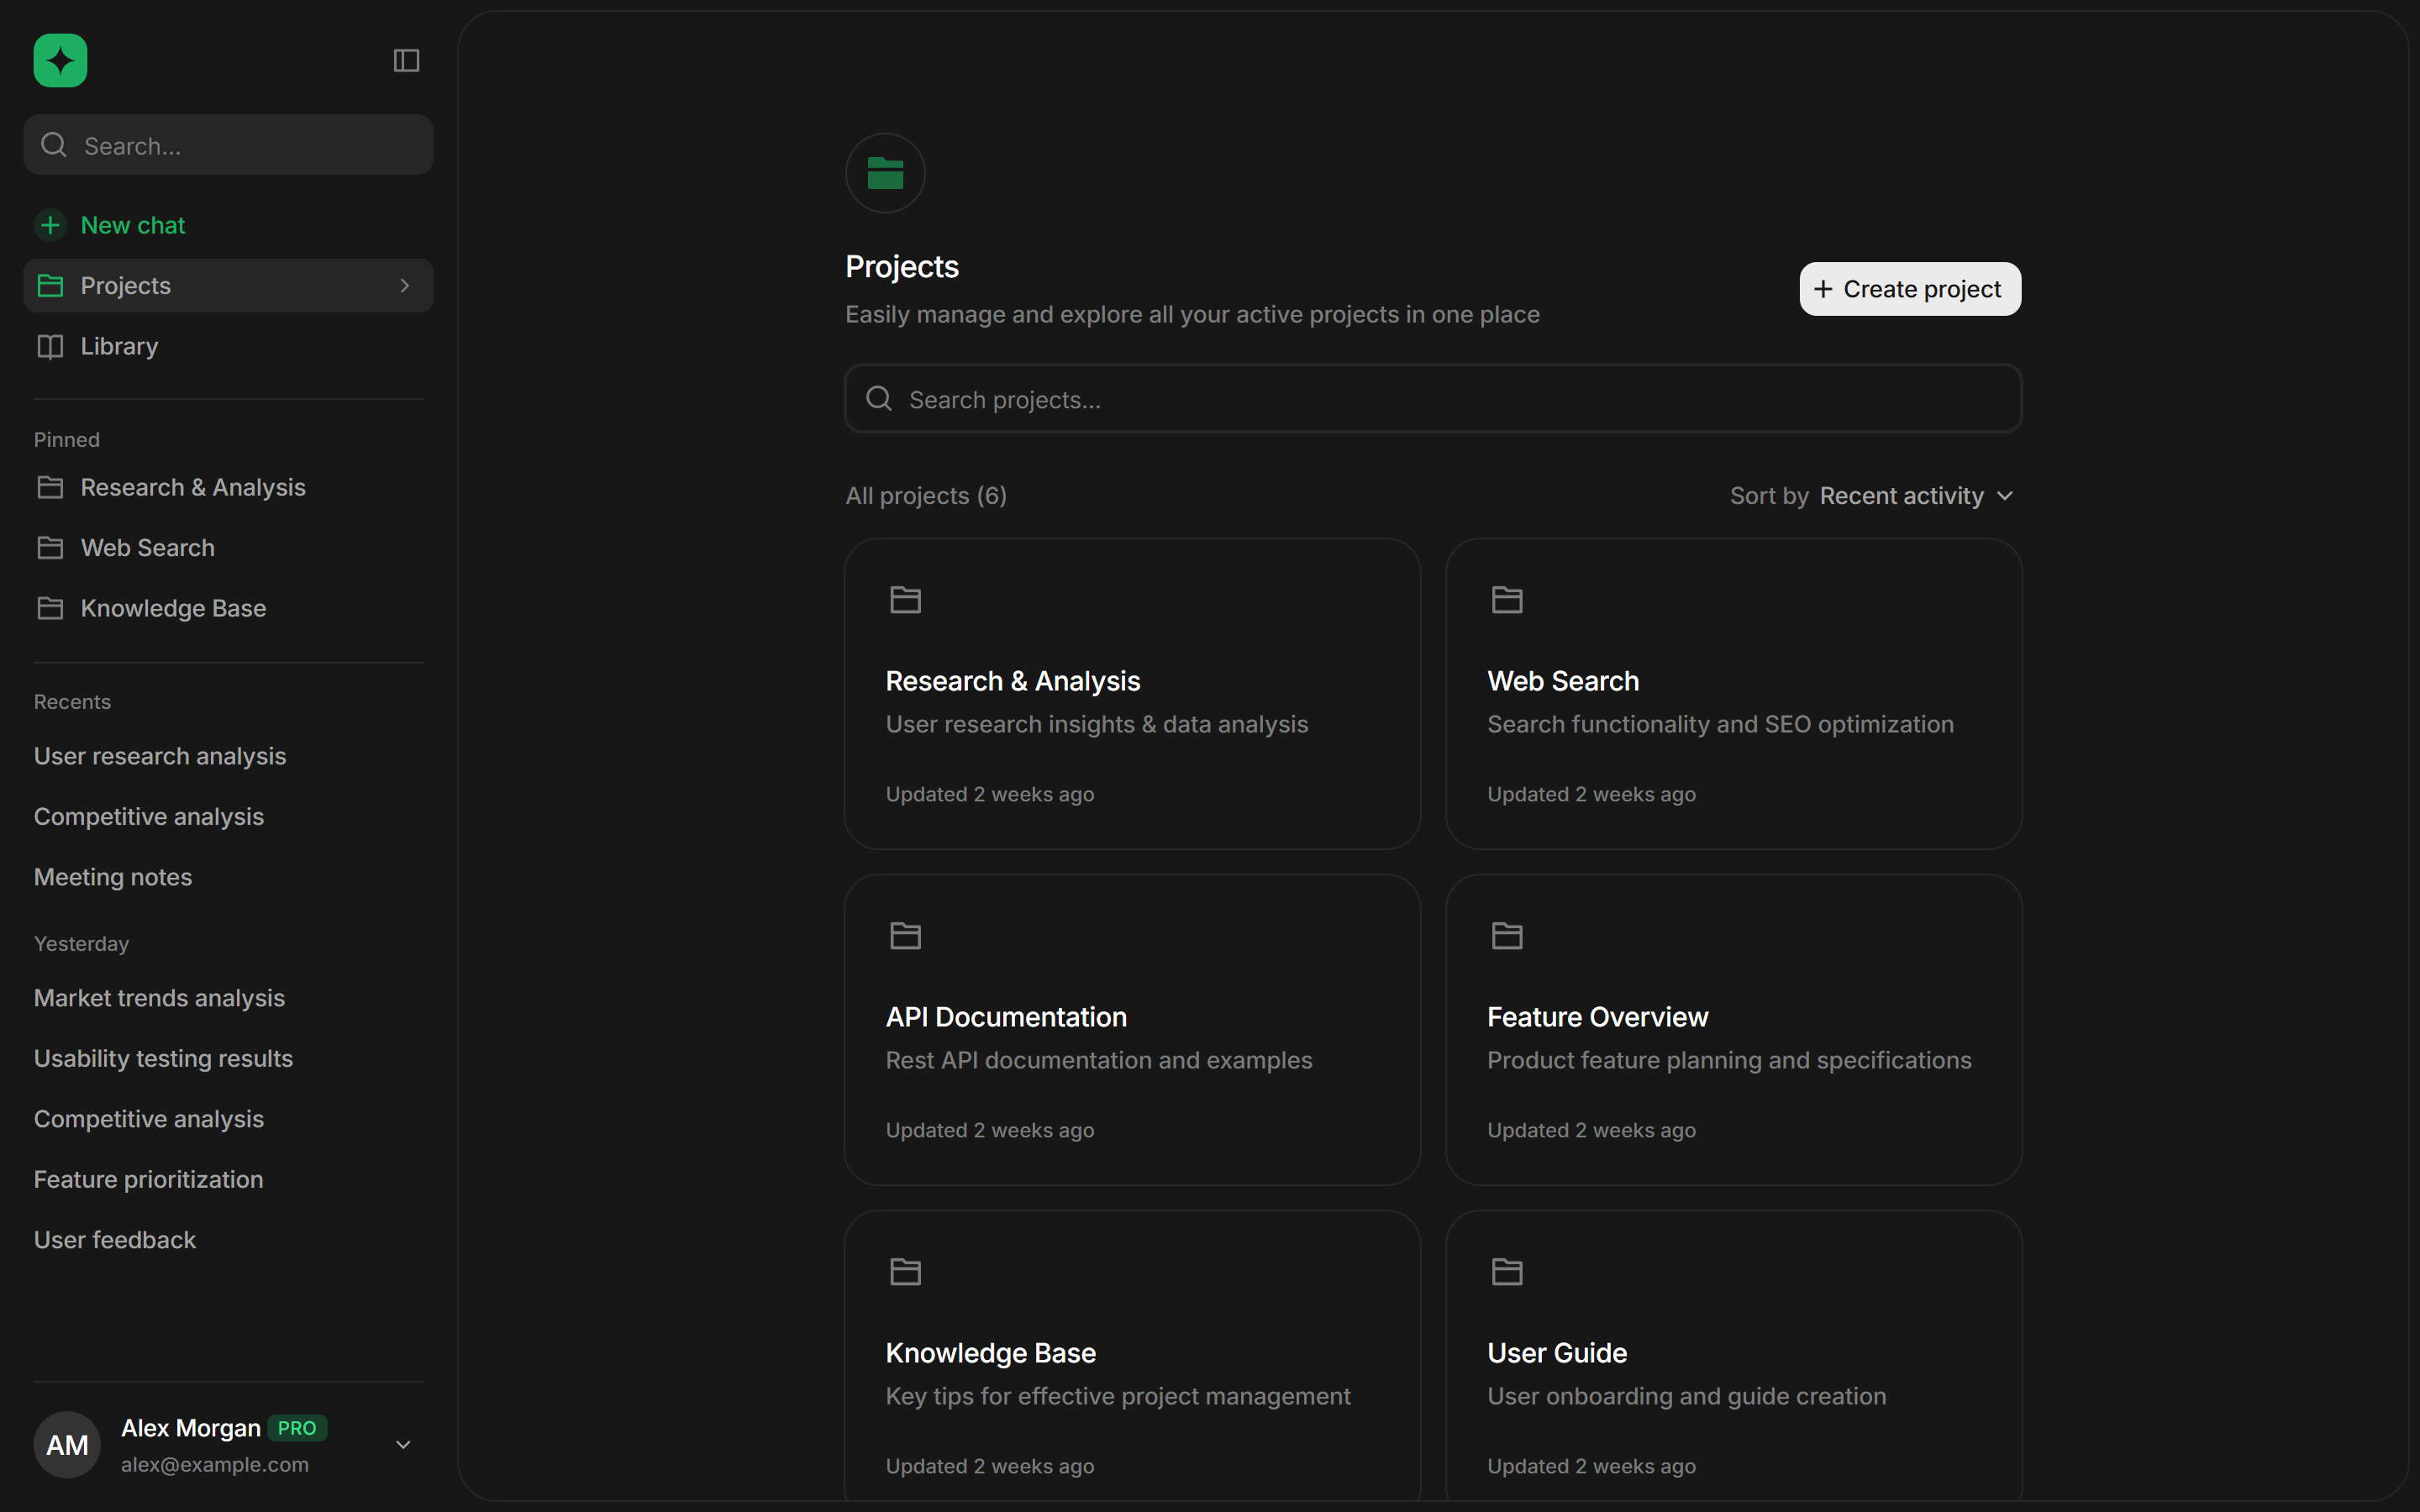 Search...
New chat
Projects
Library
Pinned
Research & Analysis
Web Search
Knowledge Base
Recents
User research analysis
Competitive analysis
Meeting notes
Yesterday
Market trends analysis
Usability testing results
Competitive analysis
Feature prioritization
User feedback
AM
Alex Morgan PRO
alex@example.com
Projects
Easily manage and explore all your active projects in one place
Create project
Search projects...
All projects (6)
Sort by Recent activity
Research & Analysis
User research insights & data analysis
Updated 2 weeks ago
Web Search
Search functionality and SEO optimization
Updated 2 weeks ago
API Documentation
Rest API documentation and examples
Updated 2 weeks ago
Feature Overview
Product feature planning and specifications
Updated 2 weeks ago
Knowledge Base
Key tips for effective project management
Updated 2 weeks ago
User Guide
User onboarding and guide creation
Updated 2 weeks ago